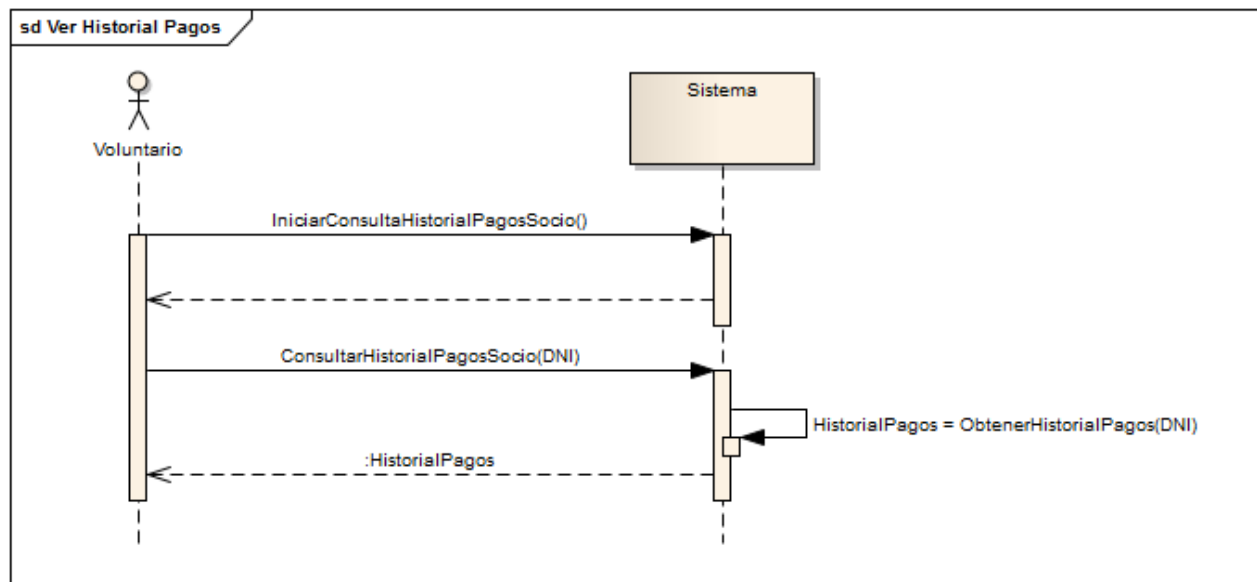 sd Ver Historial Pagos
Voluntario
Sistema
IniciarConsultaHistorialPagosSocio()
ConsultarHistorialPagosSocio(DNI)
HistorialPagos = ObtenerHistorialPagos(DNI)
:HistorialPagos